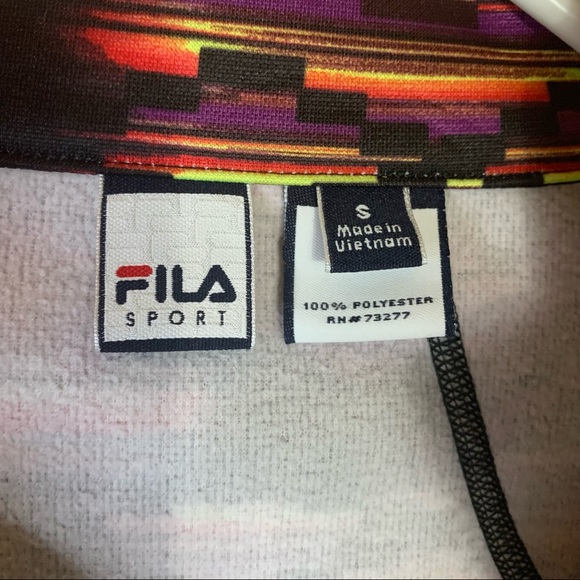 FILA
SPORT
S
Made in
Vietnam
100% POLYESTER
RN#73277